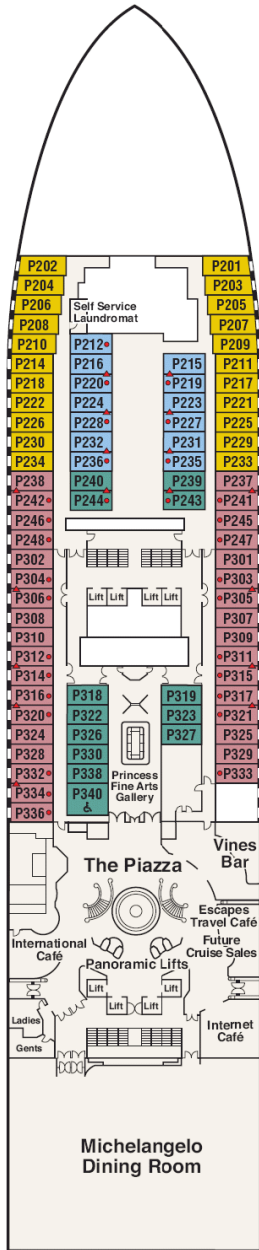 P202 P201
P204 P203
P206 P205
Self Service
Laundromat
P208 P207
P210 P212 P209
P214 P216 P215 P211
P218 P220 P219 P217
P222 P224 P223 P221
P226 P228 P227 P225
P230 P232 P231 P229
P234 P236 P235 P233
P238 P240 P239 P237
P242 P244 P243 P241
P246 P245
P248 P247
P302 P301
P304 P303
P306 Lift Lift Lift Lift P305
P308 P307
P310 P309
P312 P311
P314 P315
P316 P318 P319 P317
P320 P322 P323 P321
P324 P326 P327 P325
P328 P330 P329
P332 P338 P333
P334 P340
P336
Princess
Fine Arts
Gallery
Vines
Bar
The Piazza
Escapes
Travel Café
International
Café
Future
Cruise Sales
Panoramic Lifts
Lift Lift
Lift Lift
Ladies
Gents
Internet
Café
Michelangelo
Dining Room